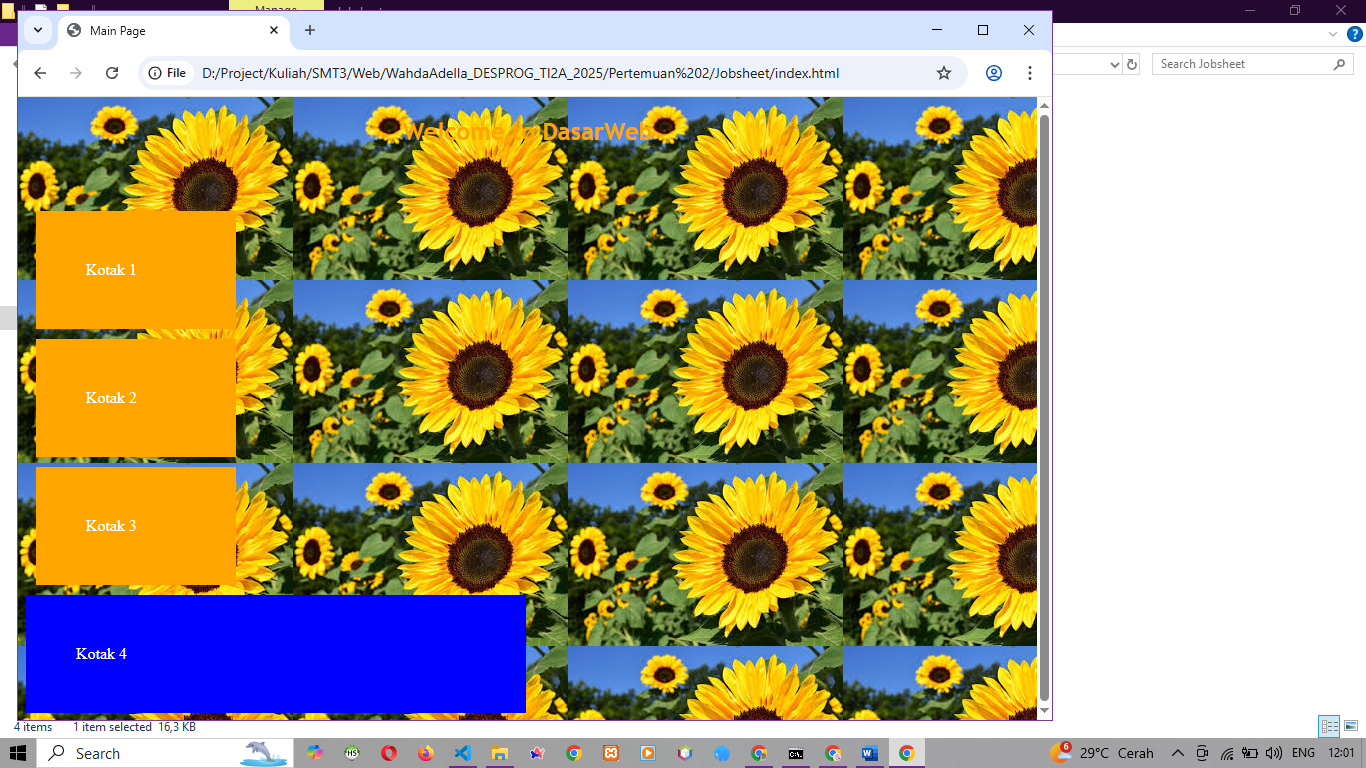 Manage
Main Page
File
D:/Project/Kuliah/SMT3/Web/WahdaAdella_DESPROG_TI2A_2025/Pertemuan%202/Jobsheet/index.html
Search Jobsheet
Welcome to DasarWeb
Kotak 1
Kotak 2
Kotak 3
Kotak 4
4 items 1 item selected 16,3 KB
Search
6
29°C Cerah
ENG
12:01